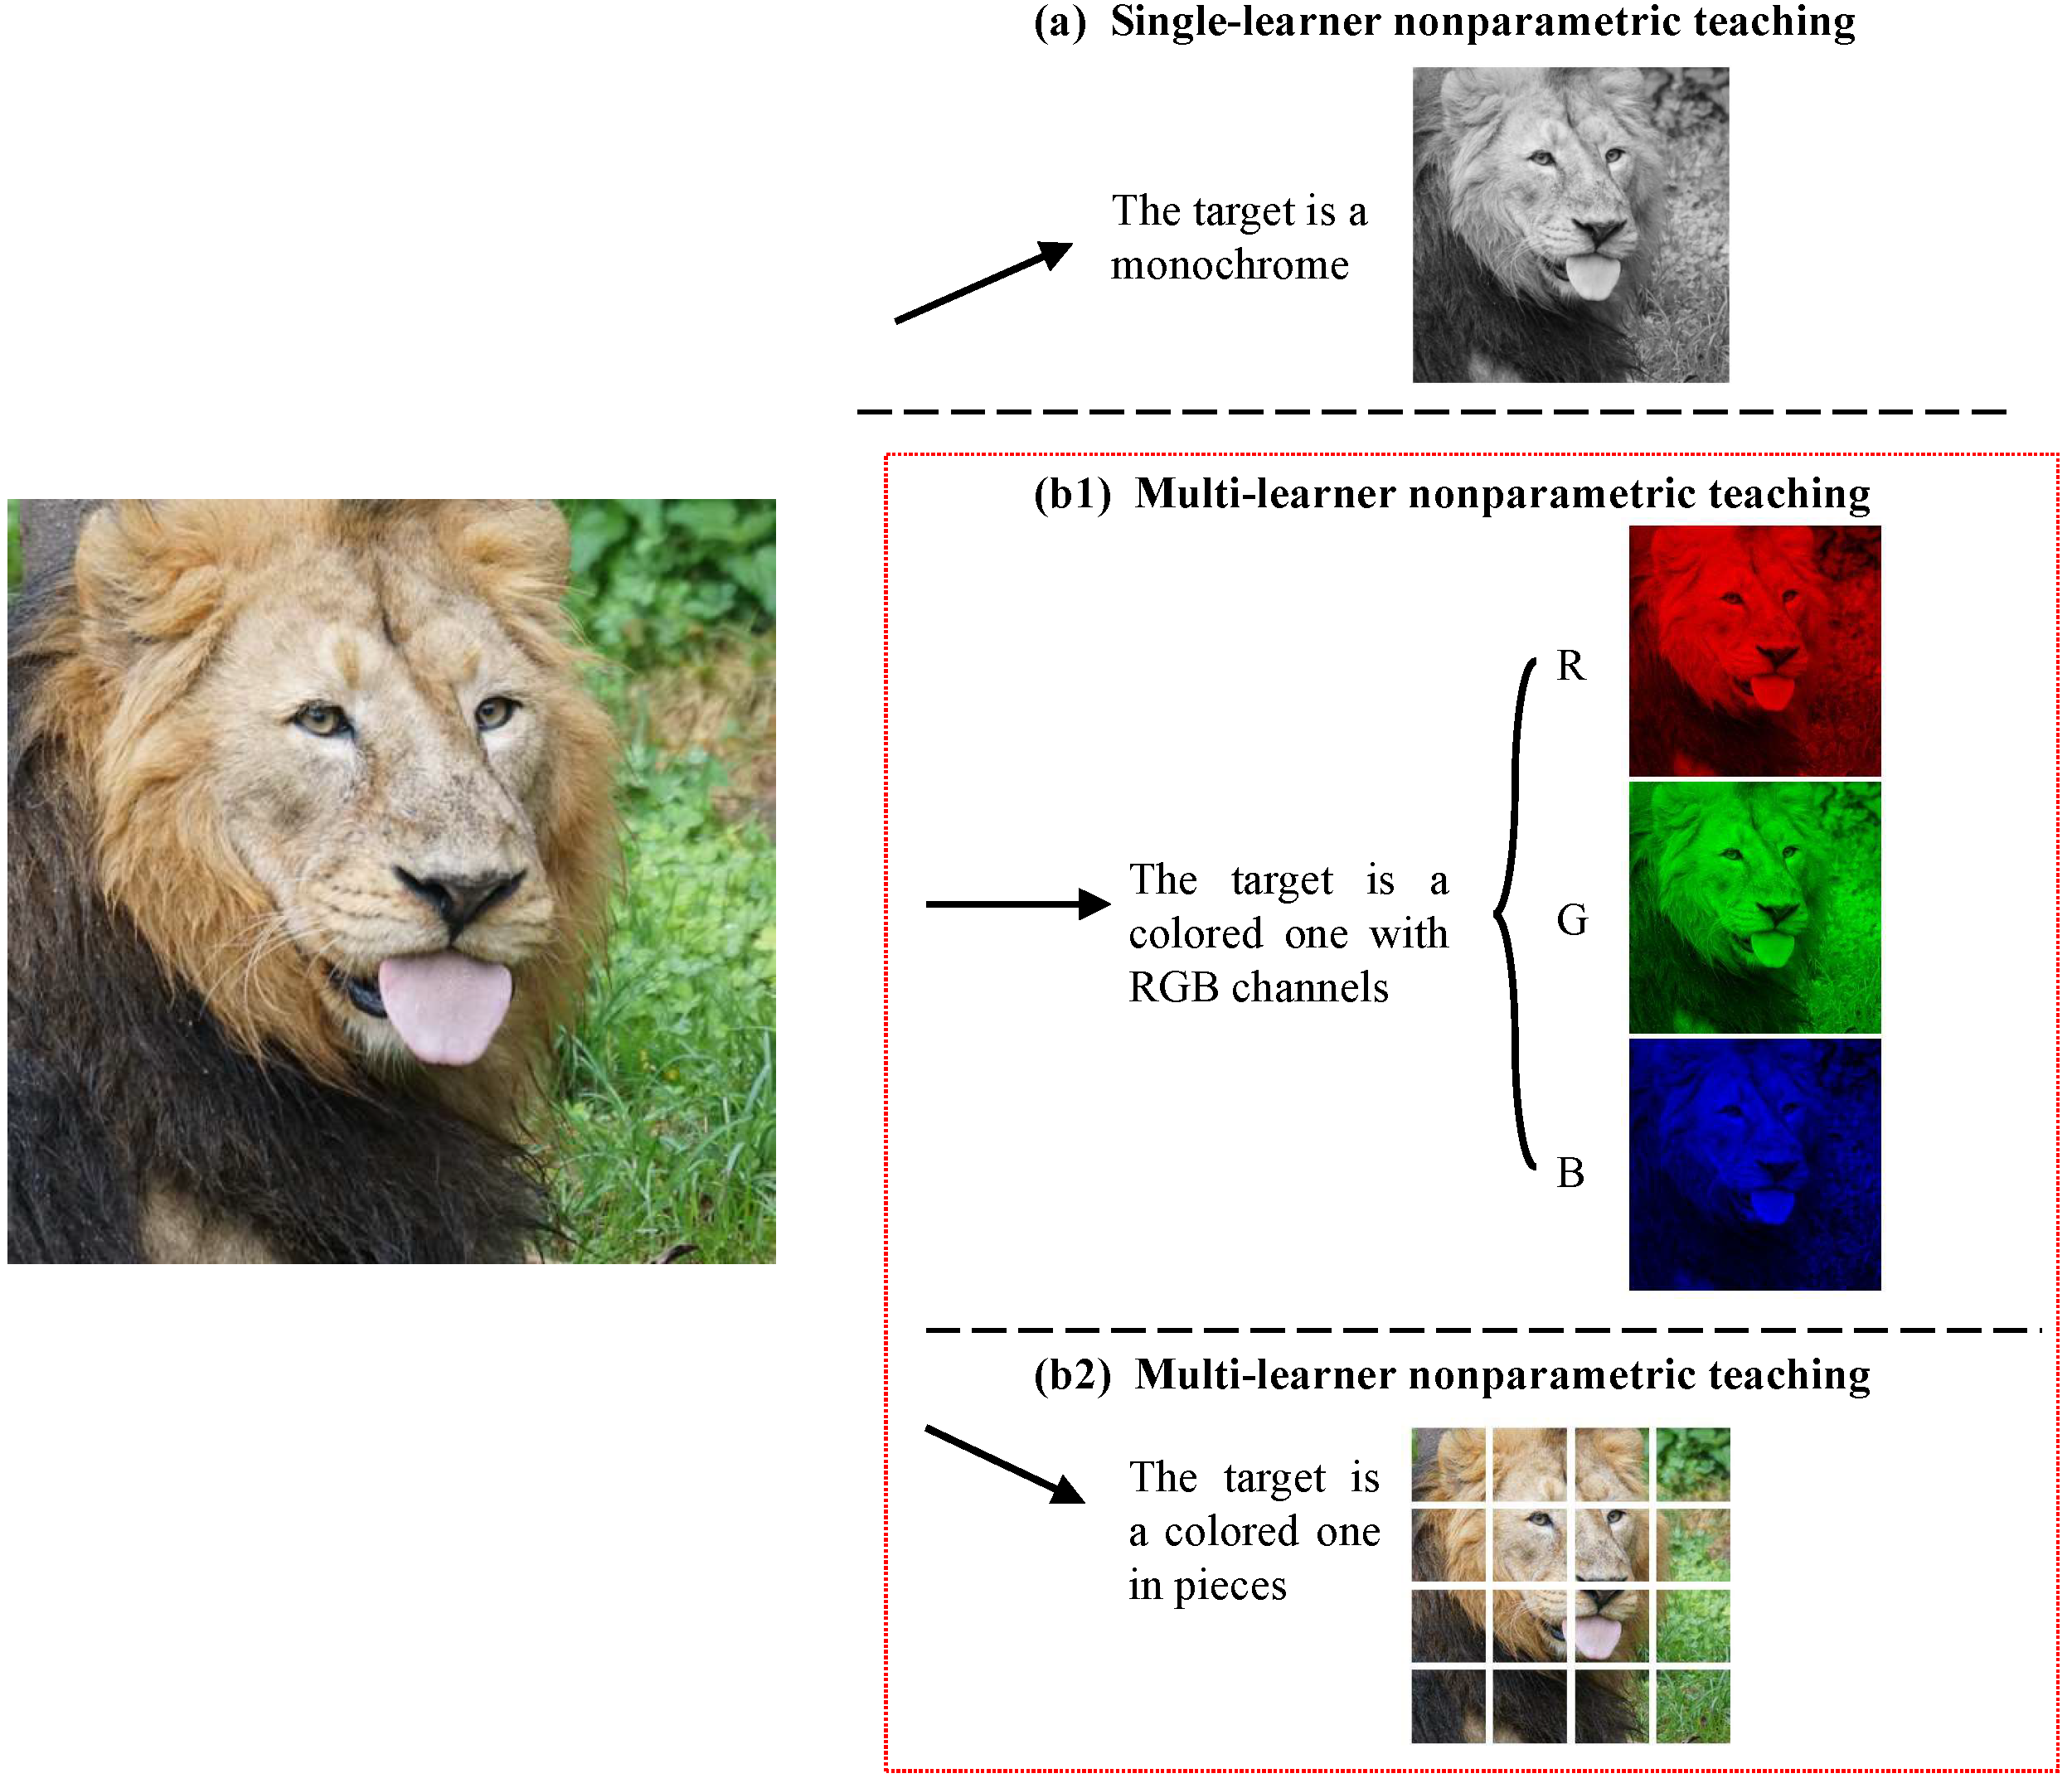 (a) Single-learner nonparametric teaching
The target is a
monochrome
(b1) Multi-learner nonparametric teaching
R
The target is a
colored one with
RGB channels
G
B
(b2) Multi-learner nonparametric teaching
The target is
a colored one
in pieces